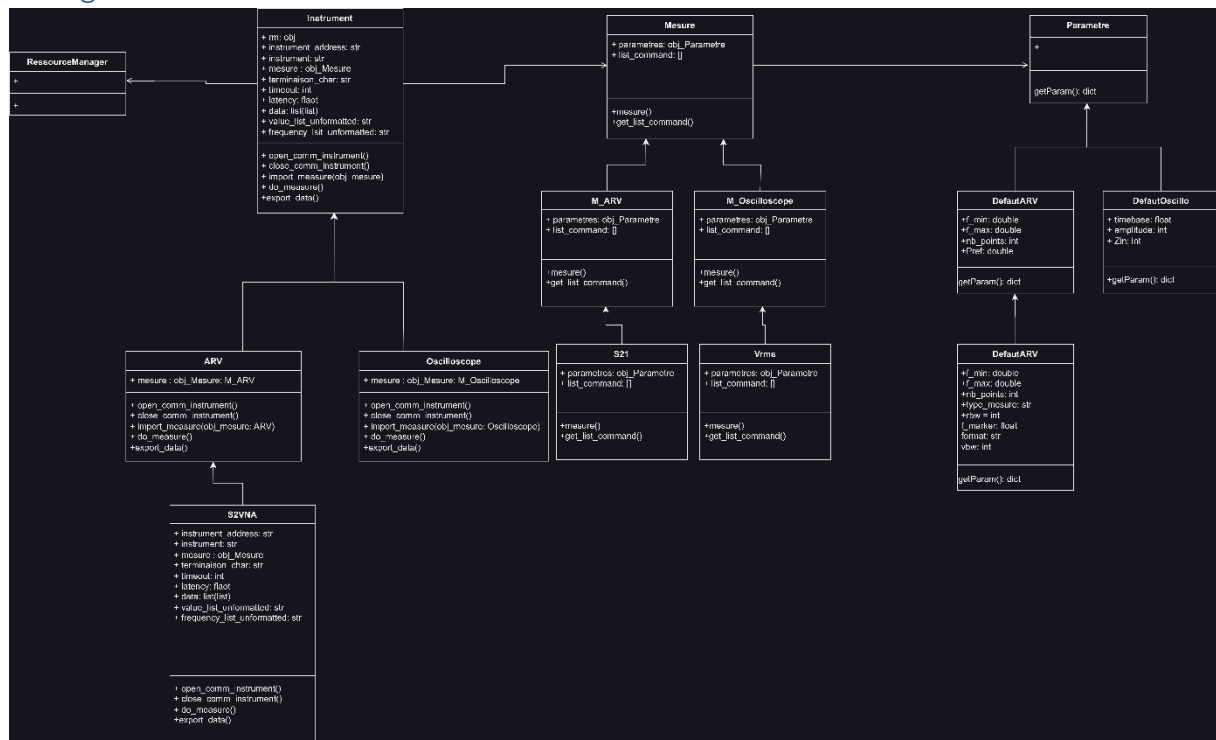 RessourceManager
+
+
Instrument
+ rm: obj
+ instrument_address: str
+ instrument: str
+ mesure : obj_Mesure
+ terminaison_char: str
+ timeout: int
+ latency: flaot
+ data: list(list)
+ value_list_unformatted: str
+ frequency_lsit_unformatted: str
+ open_comm_instrument()
+ close_comm_instrument()
+ import_measure(obj_mesure)
+ do_measure()
+export_data()
Mesure
+ parametres: obj_Parametre
+ list_command: []
+mesure()
+get_list_command()
Parametre
+
getParam(): dict
M_ARV
+ parametres: obj_Parametre
+ list_command: []
+mesure()
+get_list_command()
M_Oscilloscope
+ parametres: obj_Parametre
+ list_command: []
+mesure()
+get_list_command()
DefautARV
+f_min: double
+f_max: double
+nb_points: int
+Pref: double
getParam(): dict
DefautOscillo
+ timebase: float
+ amplitude: int
+ Zin: int
+getParam(): dict
ARV
+ mesure : obj_Mesure: M_ARV
+ open_comm_instrument()
+ close_comm_instrument()
+ import_measure(obj_mesure: ARV)
+ do_measure()
+export_data()
Oscilloscope
+ mesure : obj_Mesure: M_Oscilloscope
+ open_comm_instrument()
+ close_comm_instrument()
+ import_measure(obj_mesure: Oscilloscope)
+ do_measure()
+export_data()
S21
+ parametres: obj_Parametre
+ list_command: []
+mesure()
+get_list_command()
Vrms
+ parametres: obj_Parametre
+ list_command: []
+mesure()
+get_list_command()
DefautARV
+f_min: double
+f_max: double
+nb_points: int
+type_mesure: str
+rbw = int
f_marker: float
format: str
vbw: int
getParam(): dict
S2VNA
+ instrument_address: str
+ instrument: str
+ mesure : obj_Mesure
+ terminaison_char: str
+ timeout: int
+ latency: flaot
+ data: list(list)
+ value_list_unformatted: str
+ frequency_list_unformatted: str
+ open_comm_instrument()
+ close_comm_instrument()
+ do_measure()
+export_data()